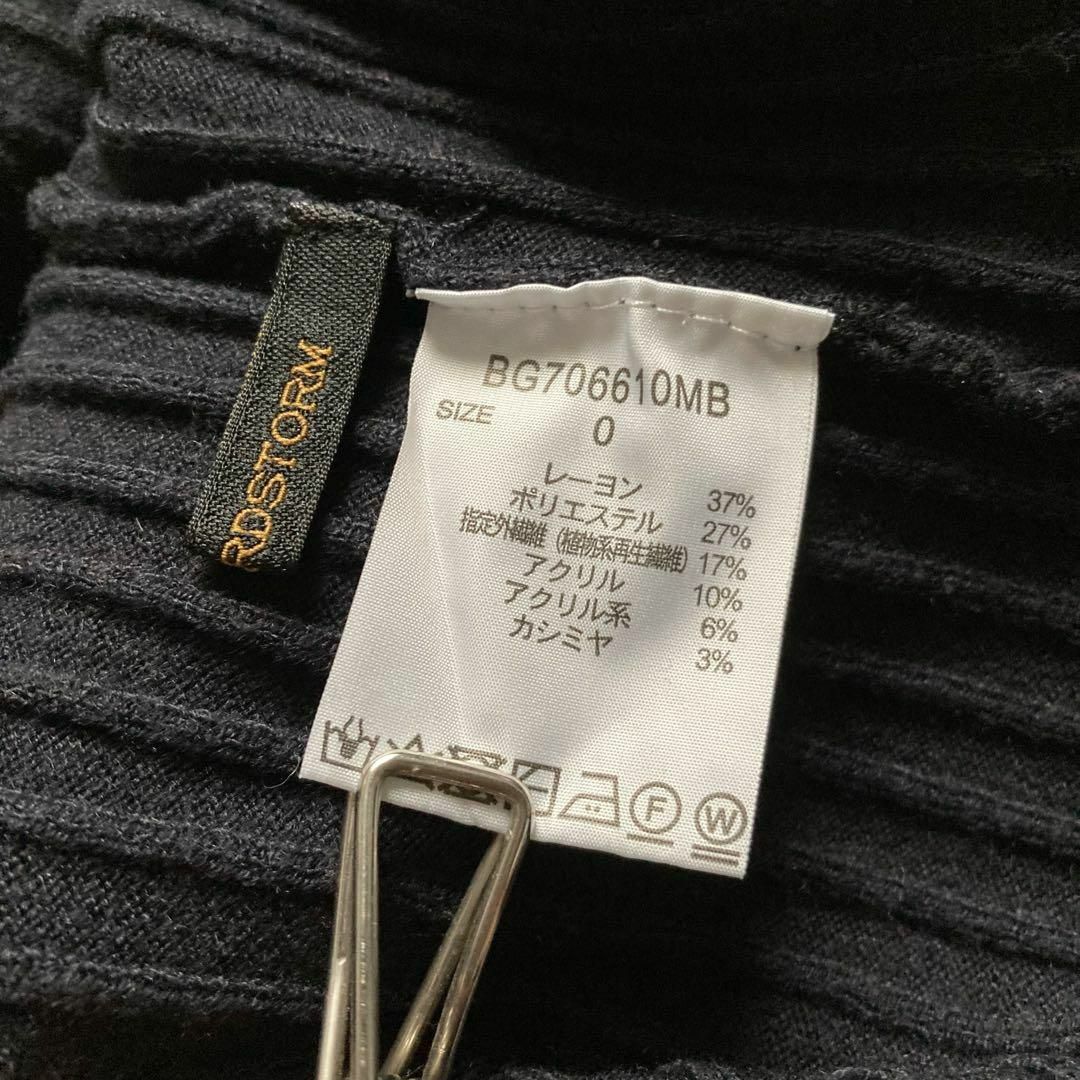 RDSTORM
BG706610MB
SIZE 0
レーヨン 37%
ポリエステル 27%
指定外繊維（植物系再生繊維） 17%
アクリル 10%
アクリル系 6%
カシミヤ 3%
F W